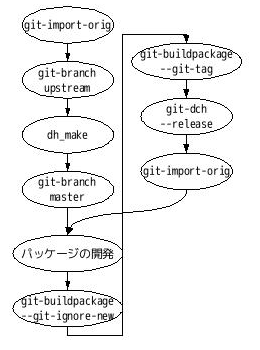 git-import-orig
git-branch
upstream
dh_make
git-branch
master
パッケージの開発
git-buildpackage
--git-ignore-new
git-buildpackage
--git-tag
git-dch
--release
git-import-orig